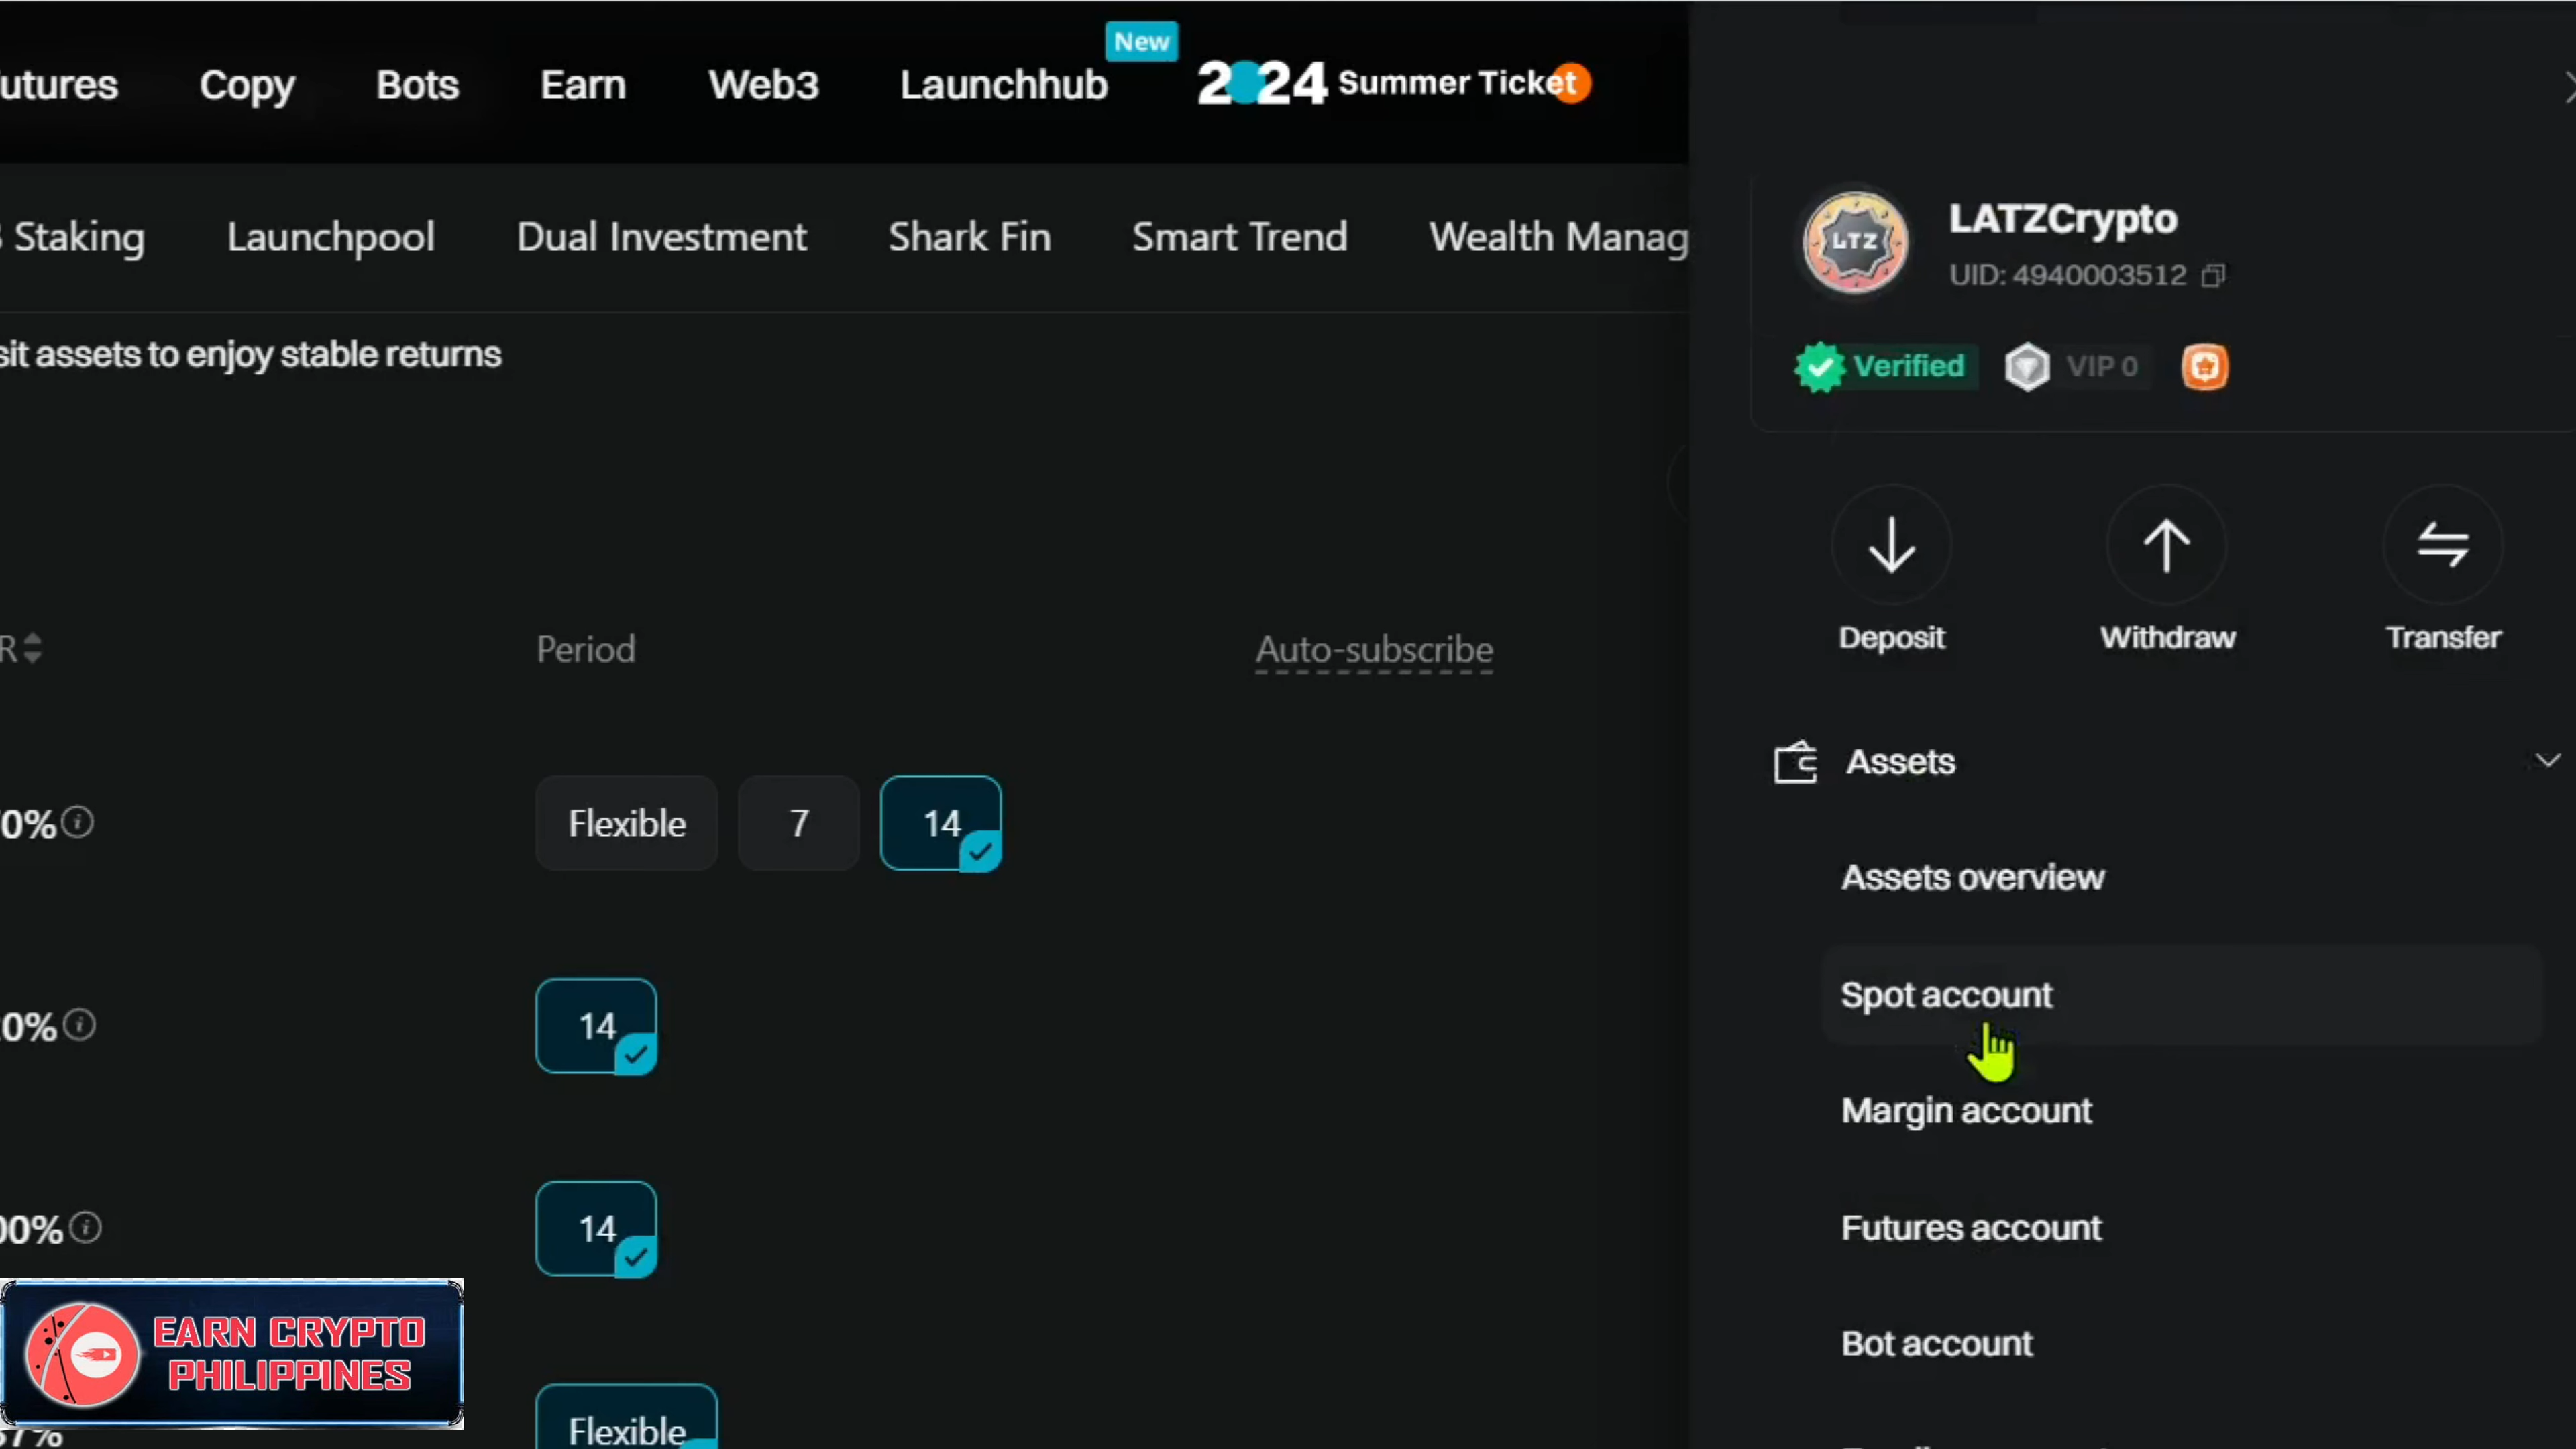 New
utures
Copy
Bots
Earn
Web3
Launchhub
2024 Summer Ticket
Staking
Launchpool
Dual Investment
Shark Fin
Smart Trend
Wealth Manag
sit assets to enjoy stable returns
R
Period
Auto-subscribe
0%
Flexible
7
14
0%
14
00%
14
7%
Flexible
EARN CRYPTO
PHILIPPINES
LTZ
LATZCrypto
UID: 4940003512
Verified
VIP 0
Deposit
Withdraw
Transfer
Assets
Assets overview
Spot account
Margin account
Futures account
Bot account